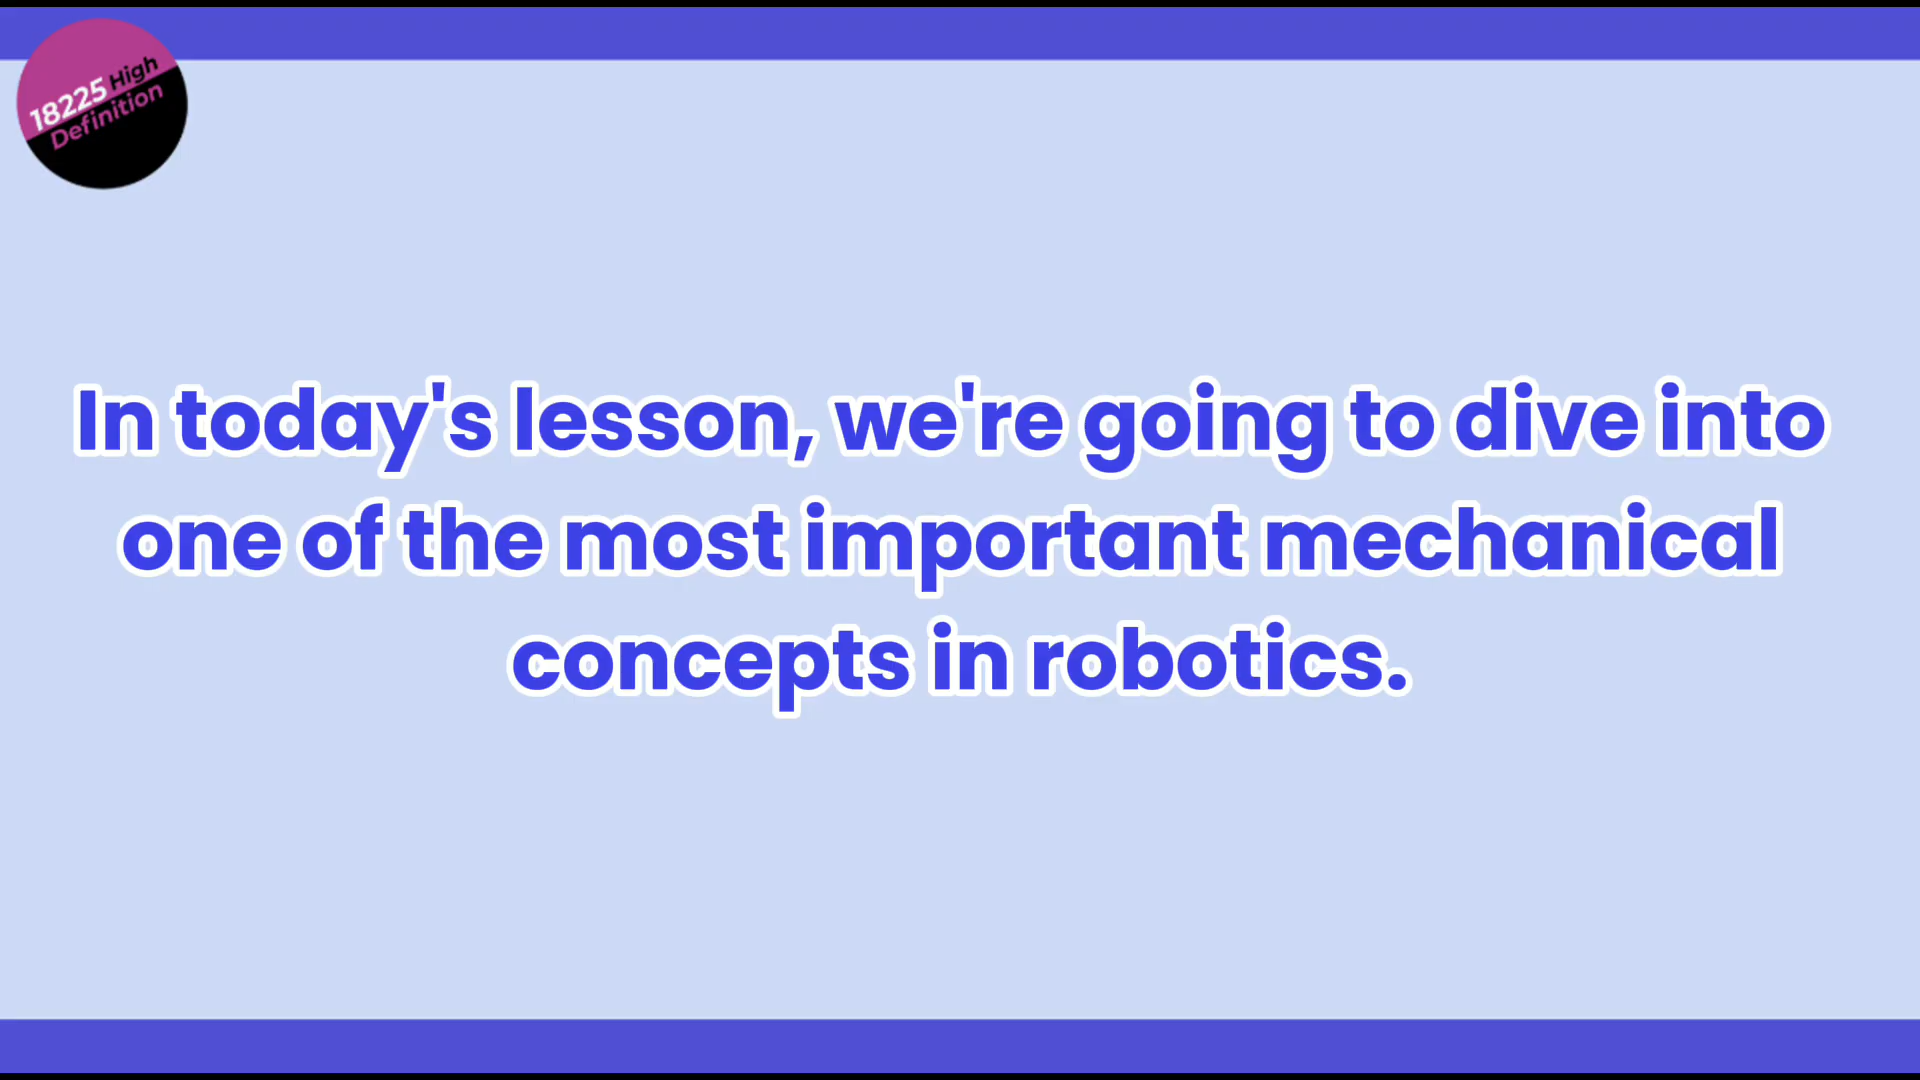 18225 High
Definition
In today's lesson, we're going to dive into
one of the most important mechanical
concepts in robotics.